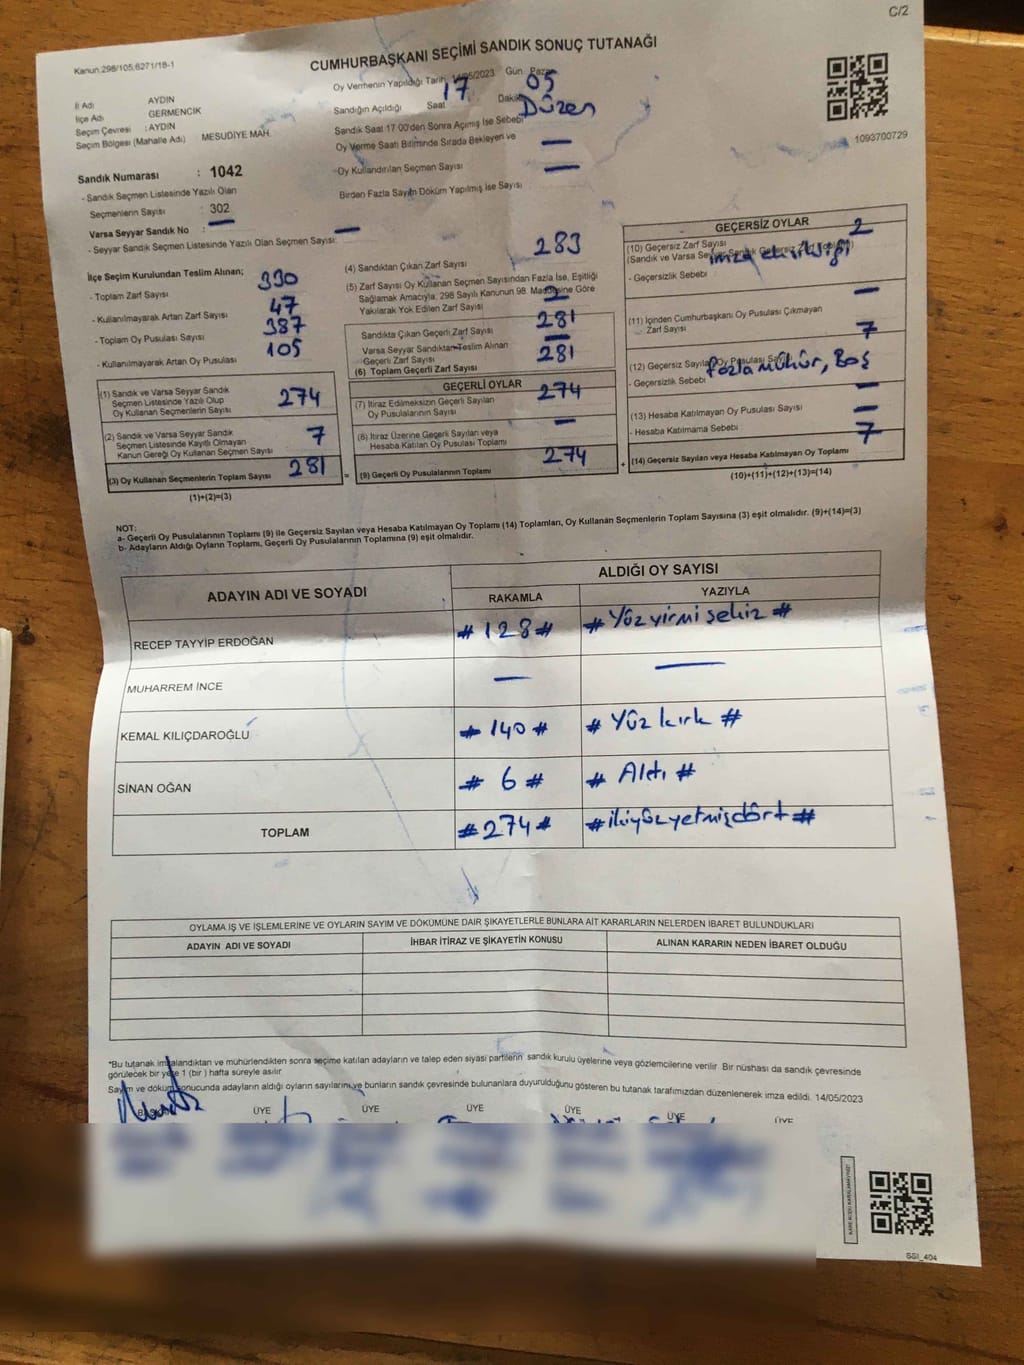 C/2
Kanun.298/105,6271/18-1
CUMHURBAŞKANI SEÇİMİ SANDIK SONUÇ TUTANAĞI
Oy Vermenin Yapıldığı Tarih 14/05/2023 Gün Pazar
İl Adı AYDIN
İlçe Adı GERMENCIK
Seçim Çevresi : AYDIN
Seçim Bölgesi (Mahalle Adı) MESUDİYE MAH.
Sandığın Açıldığı Saat 17 Dakika 05
Sandık Saat 17 00'den Sonra Açılmış İse Sebebi Düzen
Oy Verme Saati Bitiminde Sırada Bekleyen ve
Oy Kullandırılan Seçmen Sayısı —
Birden Fazla Sayım Döküm Yapılmış İse Sayısı —
1093700729
Sandık Numarası : 1042
- Sandık Seçmen Listesinde Yazılı Olan
Seçmenlerin Sayısı : 302
Varsa Seyyar Sandık No : —
- Seyyar Sandık Seçmen Listesinde Yazılı Olan Seçmen Sayısı: —
İlçe Seçim Kurulundan Teslim Alınan;
- Toplam Zarf Sayısı 330
- Kullanılmayarak Artan Zarf Sayısı 47
- Toplam Oy Pusulası Sayısı 387
- Kullanılmayarak Artan Oy Pusulası 105
(1) Sandık ve Varsa Seyyar Sandık
Seçmen Listesinde Yazılı Olup
Oy Kullanan Seçmenlerin Sayısı 274
(2) Sandık ve Varsa Seyyar Sandık
Seçmen Listesinde Kayıtlı Olmayan
Kanun Gereği Oy Kullanan Seçmen Sayısı 7
(3) Oy Kullanan Seçmenlerin Toplam Sayısı 281
(1)+(2)=(3)
(4) Sandıktan Çıkan Zarf Sayısı 283
(5) Zarf Sayısı Oy Kullanan Seçmen Sayısından Fazla İse, Eşitliği
Sağlamak Amacıyla, 298 Sayılı Kanunun 98. Maddesine Göre
Yakılarak Yok Edilen Zarf Sayısı 2
Sandıkta Çıkan Geçerli Zarf Sayısı 281
Varsa Seyyar Sandıktan Teslim Alınan
Geçerli Zarf Sayısı —
(6) Toplam Geçerli Zarf Sayısı 281
GEÇERLİ OYLAR
(7) İtiraz Edilmeksizin Geçerli Sayılan
Oy Pusulalarının Sayısı 274
(8) İtiraz Üzerine Geçerli Sayılan veya
Hesaba Katılan Oy Pusulası Toplamı —
(9) Geçerli Oy Pusulalarının Toplamı 274
GEÇERSİZ OYLAR
(10) Geçersiz Zarf Sayısı 2
(Sandık ve Varsa Seyyar Sandık Geçersiz Zarf Toplamı)
- Geçersizlik Sebebi imza eksikliği
(11) İçinden Cumhurbaşkanı Oy Pusulası Çıkmayan
Zarf Sayısı —
(12) Geçersiz Sayılan Oy Pusulası Sayısı 7
- Geçersizlik Sebebi fazla mühür, Boş
(13) Hesaba Katılmayan Oy Pusulası Sayısı —
- Hesaba Katılmama Sebebi —
(14) Geçersiz Sayılan veya Hesaba Katılmayan Oy Toplamı 7
(10)+(11)+(12)+(13)=(14)
NOT:
a- Geçerli Oy Pusulalarının Toplamı (9) ile Geçersiz Sayılan veya Hesaba Katılmayan Oy Toplamı (14) Toplamları, Oy Kullanan Seçmenlerin Toplam Sayısına (3) eşit olmalıdır. (9)+(14)=(3)
b- Adayların Aldığı Oyların Toplamı, Geçerli Oy Pusulalarının Toplamına (9) eşit olmalıdır.
ADAYIN ADI VE SOYADI ALDIĞI OY SAYISI
RAKAMLA YAZIYLA
RECEP TAYYİP ERDOĞAN # 128 # # Yüzyirmisekiz #
MUHARREM İNCE — —
KEMAL KILIÇDAROĞLU # 140 # # Yüzkırk #
SİNAN OĞAN # 6 # # Altı #
TOPLAM # 274 # # ikiyüzyetmişdört #
OYLAMA İŞ VE İŞLEMLERİNE VE OYLARIN SAYIM VE DÖKÜMÜNE DAİR ŞİKAYETLERLE BUNLARA AİT KARARLARIN NELERDEN İBARET BULUNDUKLARI
ADAYIN ADI VE SOYADI İHBAR İTİRAZ VE ŞİKAYETİN KONUSU ALINAN KARARIN NEDEN İBARET OLDUĞU
*Bu tutanak imzalandıktan ve mühürlendikten sonra seçime katılan adayların ve talep eden siyasi partilerin sandık kurulu üyelerine veya gözlemcilerine verilir Bir nüshası da sandık çevresinde
görülecek bir yere 1 (bir) hafta süreyle asılır
Sayım ve döküm sonucunda adayların aldığı oyların sayılarını ve bunların sandık çevresinde bulunanlara duyurulduğunu gösteren bu tutanak tarafımızdan düzenlenerek imza edildi. 14/05/2023
BAŞKAN ÜYE ÜYE ÜYE ÜYE ÜYE ÜYE
SSI_404